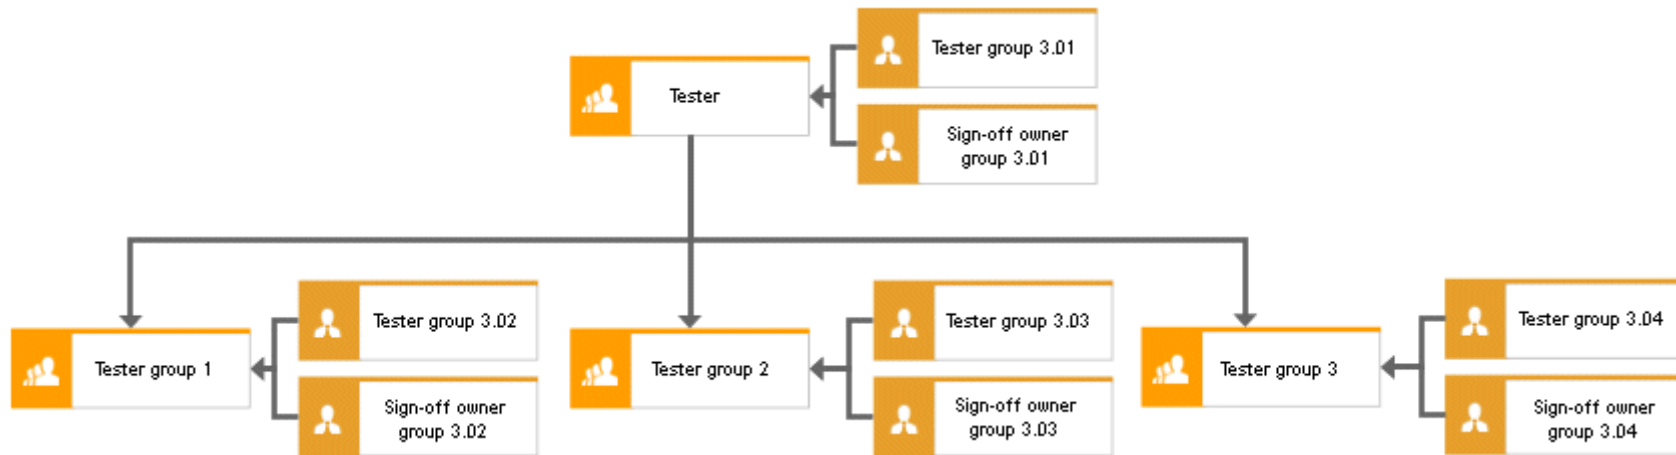 Tester group 3.01
Tester
Sign-off owner
group 3.01
Tester group 3.02
Tester group 1
Sign-off owner
group 3.02
Tester group 3.03
Tester group 2
Sign-off owner
group 3.03
Tester group 3.04
Tester group 3
Sign-off owner
group 3.04